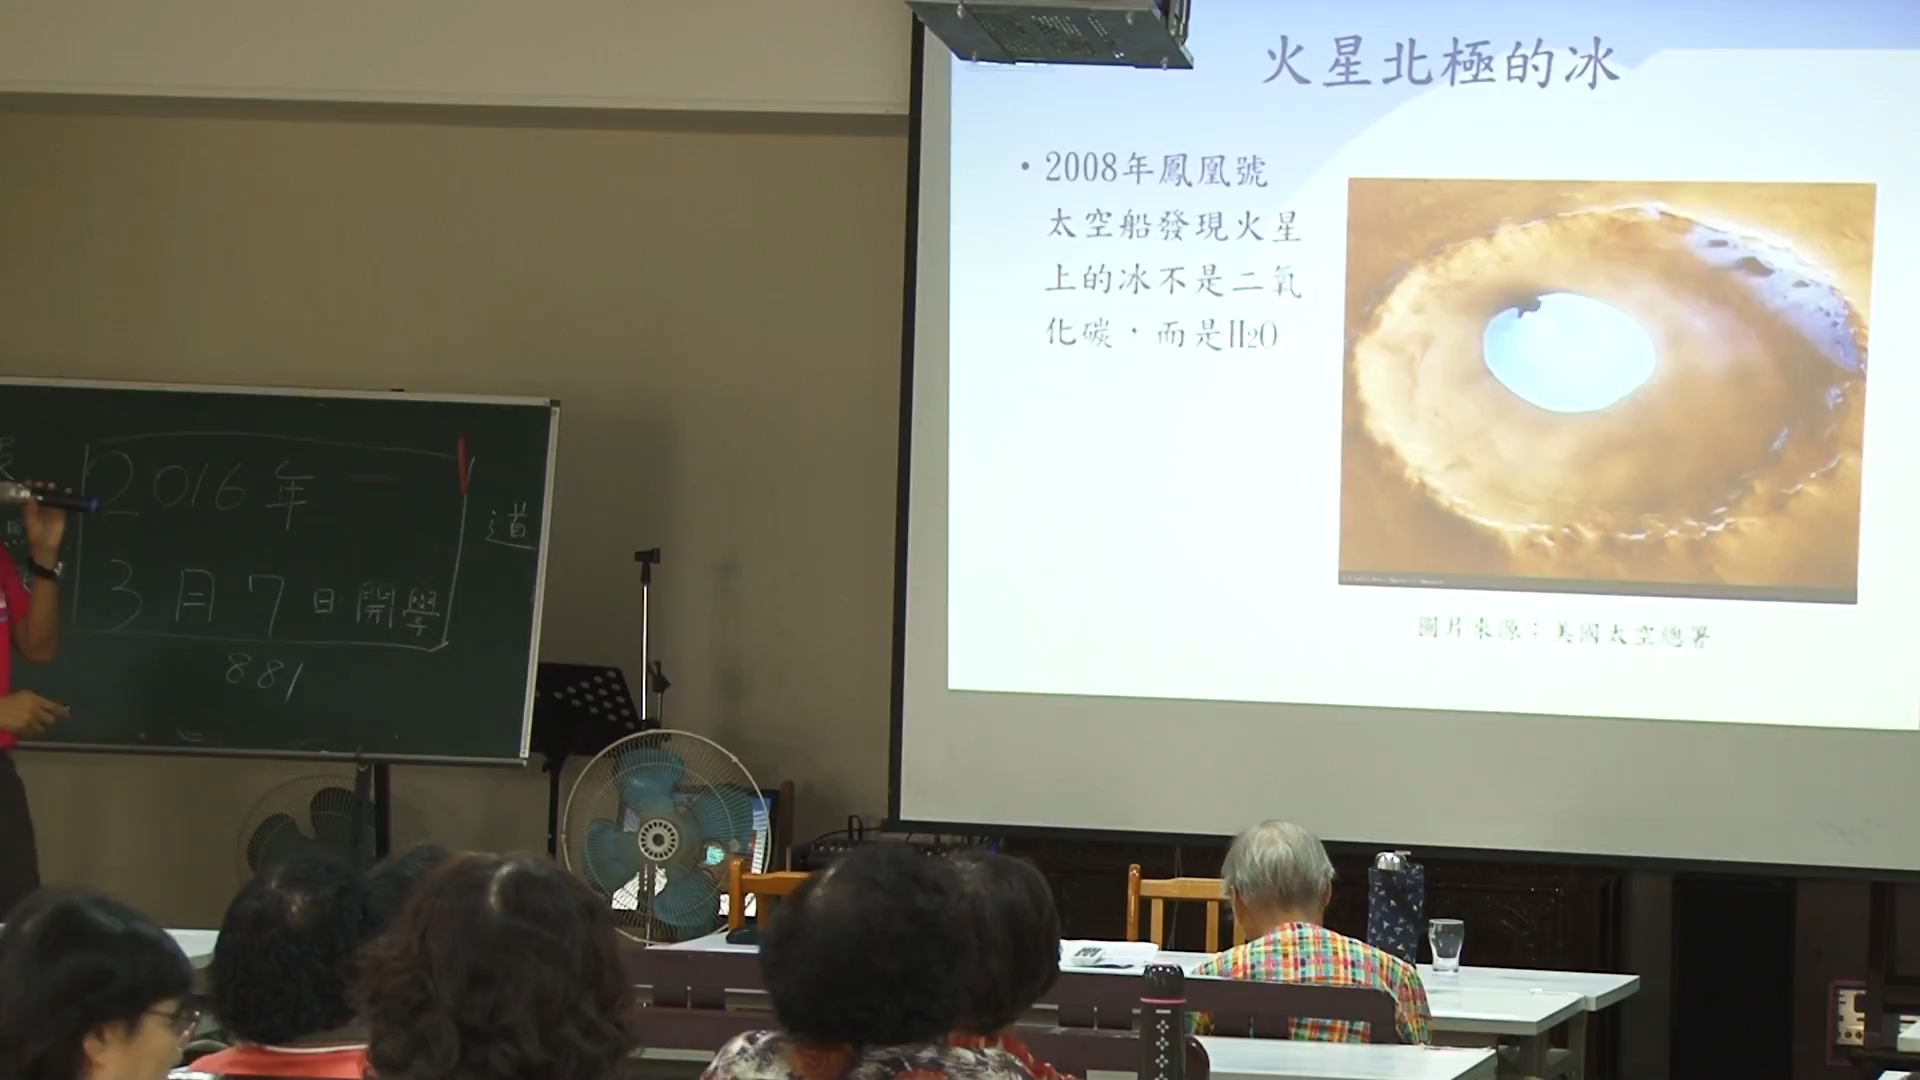 火星北極的冰
• 2008年鳳凰號
太空船發現火星
上的冰不是二氧
化碳，而是H2O
圖片來源：美國太空總署
2016年
3月7日開學
881
道